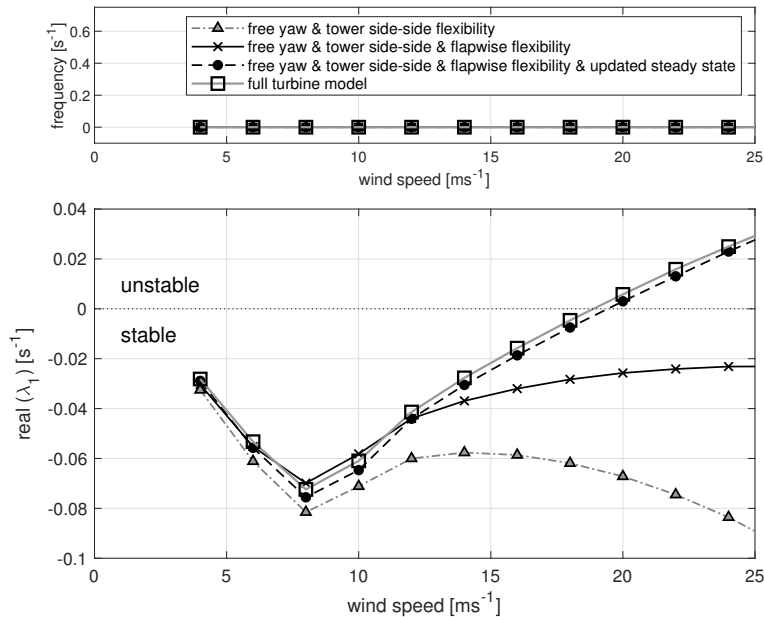 frequency [s-1]
0.6
0.4
0.2
0
free yaw & tower side-side flexibility
free yaw & tower side-side & flapwise flexibility
free yaw & tower side-side & flapwise flexibility & updated steady state
full turbine model
0 5 10 15 20 25
wind speed [ms-1]
real (λ1) [s-1]
0.04
0.02
unstable
0
stable
-0.02
-0.04
-0.06
-0.08
-0.1
0 5 10 15 20 25
wind speed [ms-1]